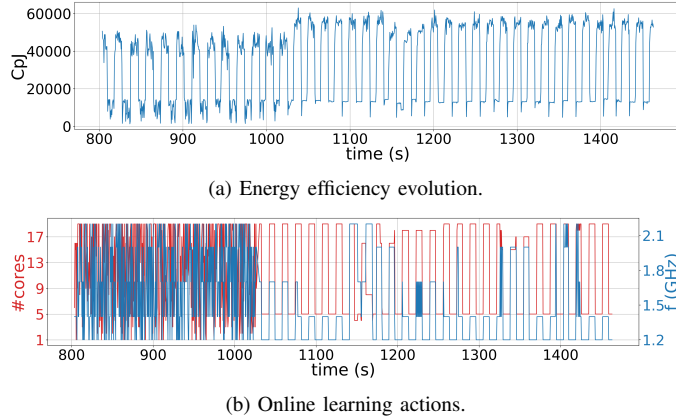 60000
40000
20000
0
CpJ
800 900 1000 1100 1200 1300 1400
time (s)
(a) Energy efficiency evolution.
17
13
9
5
1
#cores
2.1
1.8
1.5
1.2
f (GHz)
800 900 1000 1100 1200 1300 1400
time (s)
(b) Online learning actions.